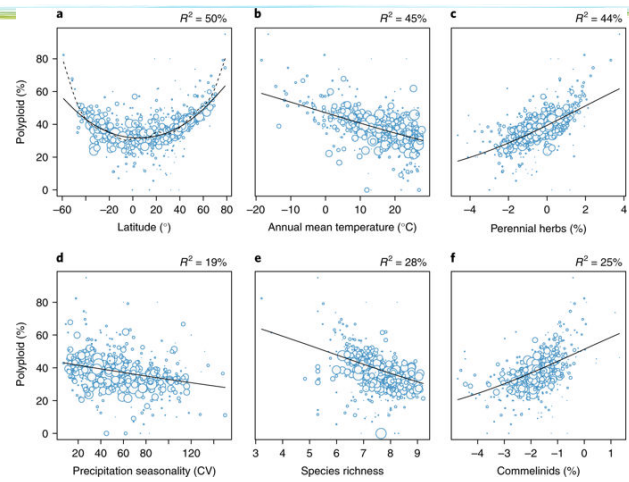 a R² = 50%
b R² = 45%
c R² = 44%
Polyploid (%)
80
60
40
20
0
−60 −40 −20 0 20 40 60 80
−20 −10 0 10 20
−4 −2 0 2 4
Latitude (°)
Annual mean temperature (°C)
Perennial herbs (%)
d R² = 19%
e R² = 28%
f R² = 25%
Polyploid (%)
80
60
40
20
0
20 40 60 80 120
3 4 5 6 7 8 9
−4 −3 −2 −1 0 1
Precipitation seasonality (CV)
Species richness
Commelinids (%)